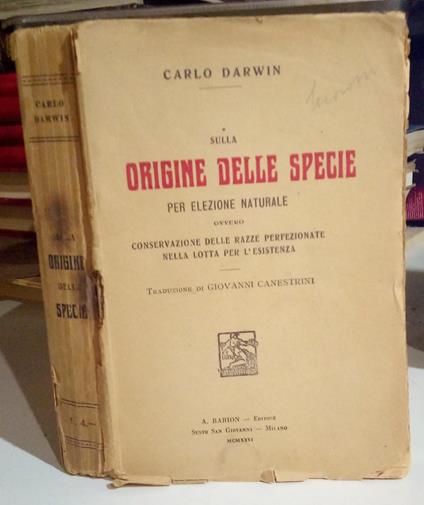 CARLO DARWIN
SULLA
ORIGINE DELLE SPECIE
PER ELEZIONE NATURALE
OVVERO
CONSERVAZIONE DELLE RAZZE PERFEZIONATE
NELLA LOTTA PER L'ESISTENZA
TRADUZIONE DI GIOVANNI CANESTRINI
A. BARION — EDITORE
SESTO SAN GIOVANNI — MILANO
MCMXXVI
CARLO
DARWIN
ORIGINE
DELLE
SPECIE
L. 4.—